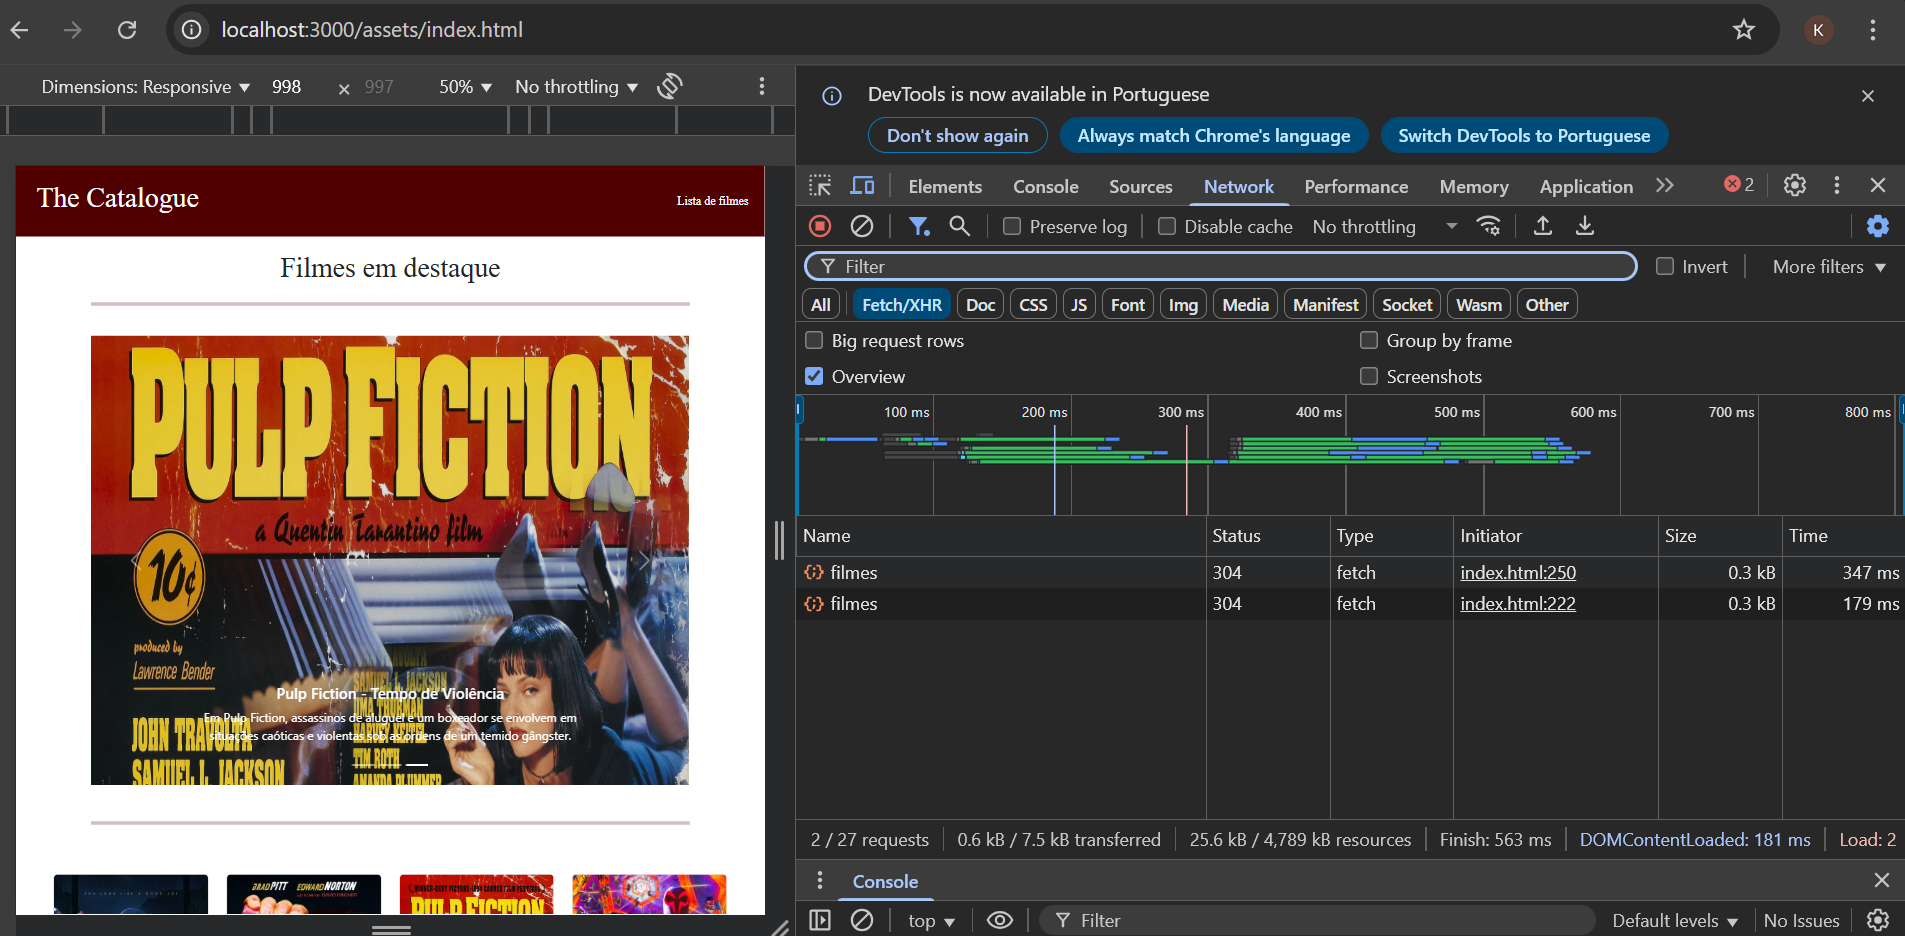 localhost:3000/assets/index.html
K
Dimensions: Responsive ▼ 998 × 997 50% ▼ No throttling ▼
DevTools is now available in Portuguese
Don't show again Always match Chrome's language Switch DevTools to Portuguese
Elements Console Sources Network Performance Memory Application 2
Preserve log Disable cache No throttling
Filter Invert More filters ▼
All Fetch/XHR Doc CSS JS Font Img Media Manifest Socket Wasm Other
Big request rows Group by frame
Overview Screenshots
100 ms 200 ms 300 ms 400 ms 500 ms 600 ms 700 ms 800 ms
Name Status Type Initiator Size Time
filmes 304 fetch index.html:250 0.3 kB 347 ms
filmes 304 fetch index.html:222 0.3 kB 179 ms
2 / 27 requests 0.6 kB / 7.5 kB transferred 25.6 kB / 4,789 kB resources Finish: 563 ms DOMContentLoaded: 181 ms Load: 2
Console
top ▼ Filter Default levels ▼ No Issues
The Catalogue
Lista de filmes
Filmes em destaque
PULP FICTION
a Quentin Tarantino film
10¢
produced by
Lawrence Bender
Pulp Fiction - Tempo de Violência
Em Pulp Fiction, assassinos de aluguel e um boxeador se envolvem em
situações caóticas e violentas sob as ordens de um temido gângster.
JOHN TRAVOLTA
SAMUEL L. JACKSON
SAMUEL L. JACKSON
UMA THURMAN
HARVEY KEITEL
TIM ROTH
AMANDA PLUMMER
BRAD PITT EDWARD NORTON
PULP FICTION